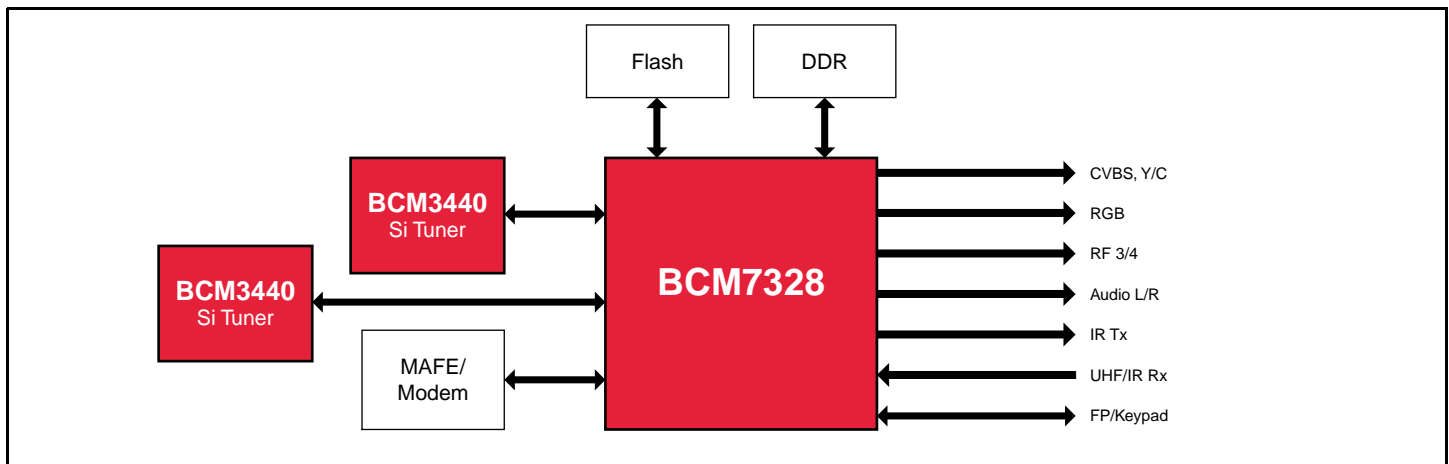 Flash
DDR
BCM3440
Si Tuner
BCM3440
Si Tuner
MAFE/
Modem
BCM7328
CVBS, Y/C
RGB
RF 3/4
Audio L/R
IR Tx
UHF/IR Rx
FP/Keypad